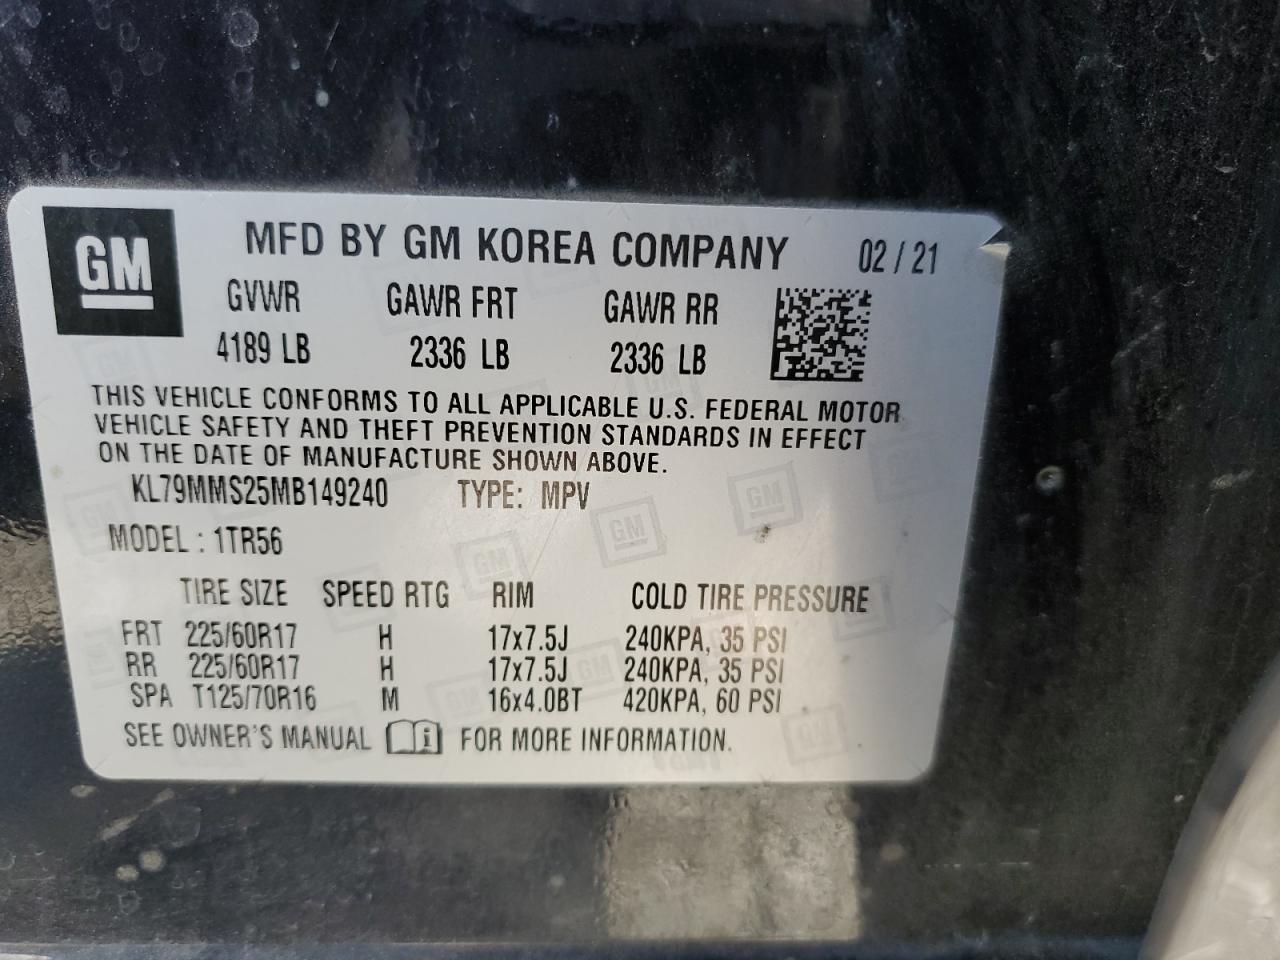 GM
MFD BY GM KOREA COMPANY 02 / 21
GVWR GAWR FRT GAWR RR
4189 LB 2336 LB 2336 LB
THIS VEHICLE CONFORMS TO ALL APPLICABLE U.S. FEDERAL MOTOR
VEHICLE SAFETY AND THEFT PREVENTION STANDARDS IN EFFECT
ON THE DATE OF MANUFACTURE SHOWN ABOVE.
KL79MMS25MB149240 TYPE: MPV
MODEL : 1TR56
TIRE SIZE SPEED RTG RIM COLD TIRE PRESSURE
FRT 225/60R17 H 17x7.5J 240KPA, 35 PSI
RR 225/60R17 H 17x7.5J 240KPA, 35 PSI
SPA T125/70R16 M 16x4.0BT 420KPA, 60 PSI
SEE OWNER'S MANUAL i FOR MORE INFORMATION.